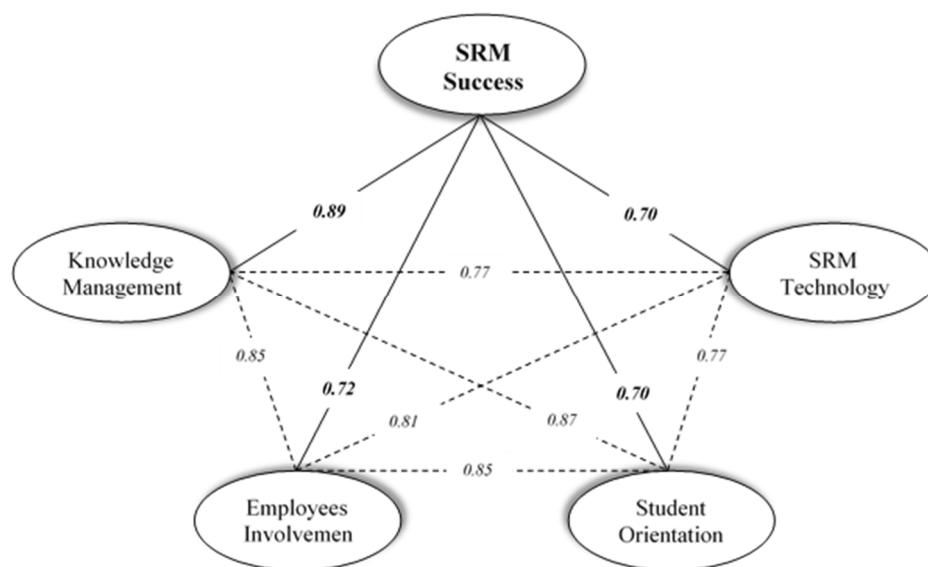 SRM
Success
0.89
0.70
Knowledge
Management
0.77
SRM
Technology
0.85
0.77
0.72
0.70
0.81
0.87
0.85
Employees
Involvemen
Student
Orientation